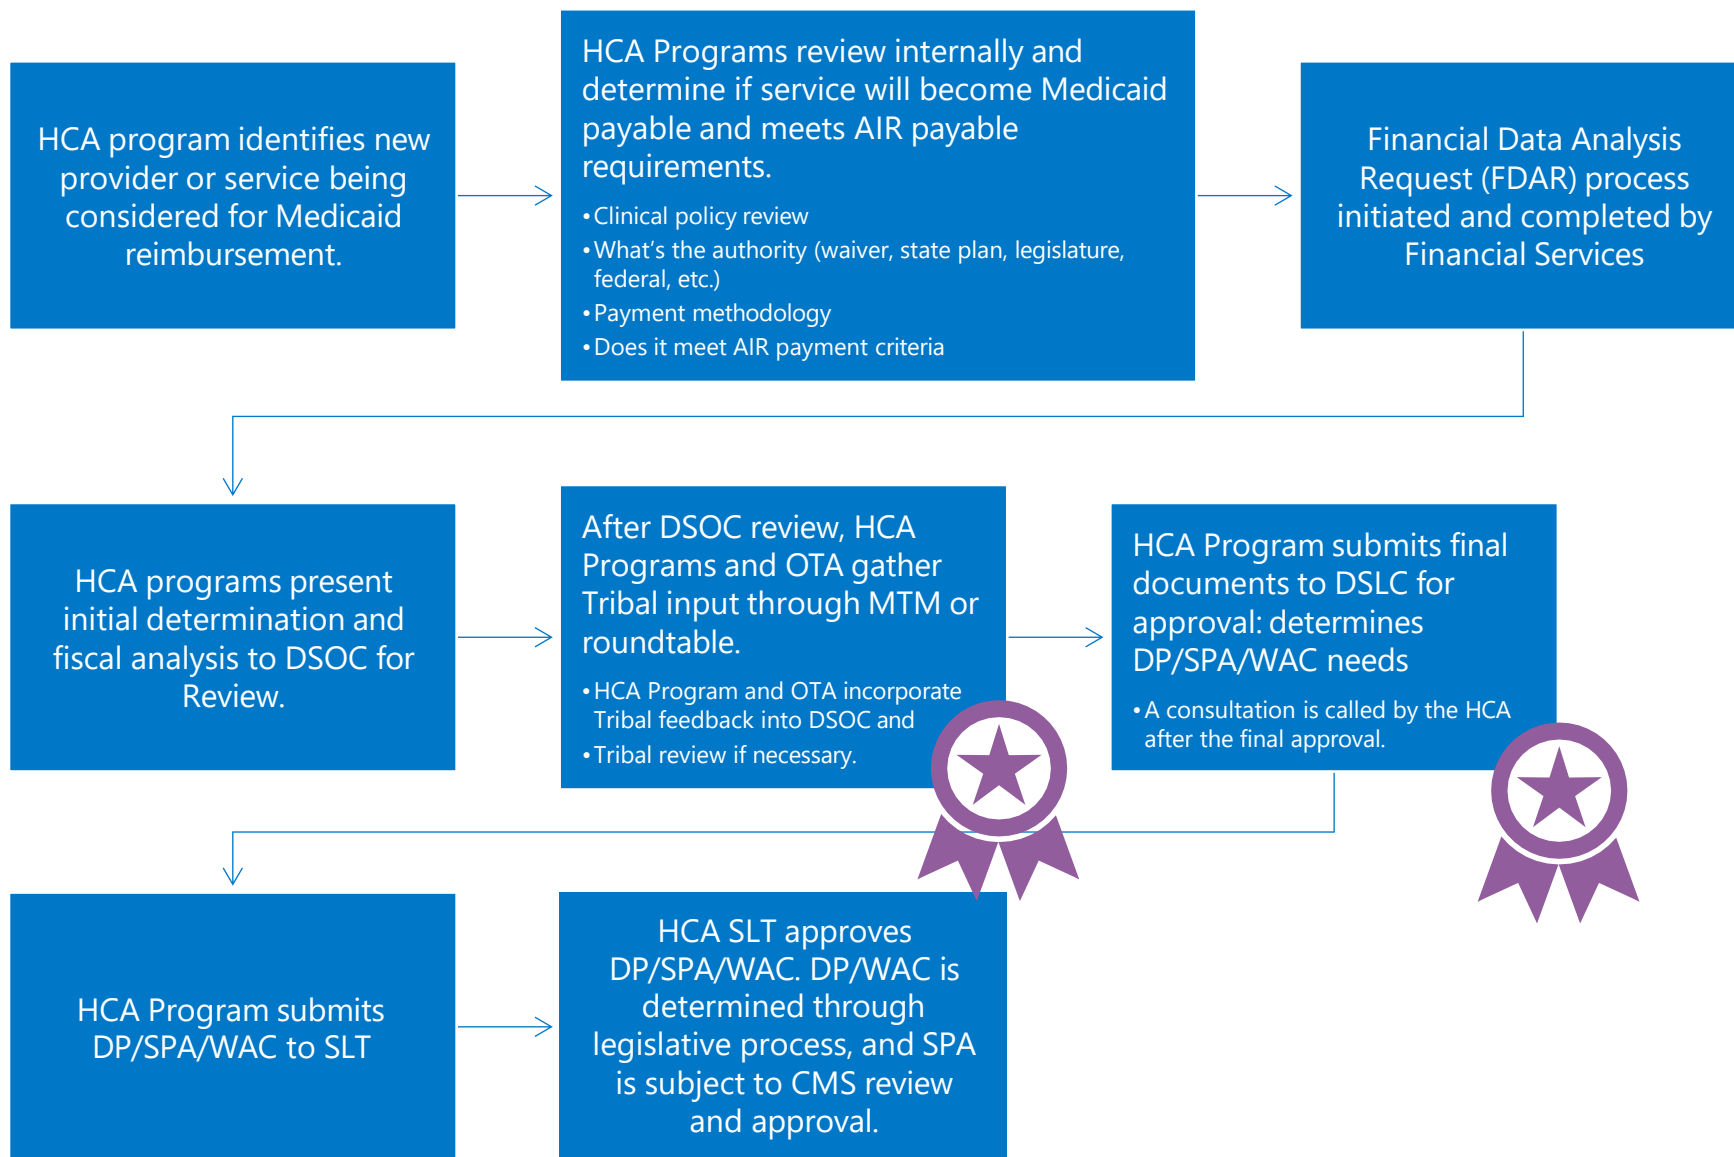 HCA program identifies new
provider or service being
considered for Medicaid
reimbursement.
HCA Programs review internally and
determine if service will become Medicaid
payable and meets AIR payable
requirements.
•Clinical policy review
•What's the authority (waiver, state plan, legislature,
federal, etc.)
•Payment methodology
•Does it meet AIR payment criteria
Financial Data Analysis
Request (FDAR) process
initiated and completed by
Financial Services
HCA programs present
initial determination and
fiscal analysis to DSOC for
Review.
After DSOC review, HCA
Programs and OTA gather
Tribal input through MTM or
roundtable.
•HCA Program and OTA incorporate
Tribal feedback into DSOC and
•Tribal review if necessary.
HCA Program submits final
documents to DSLC for
approval: determines
DP/SPA/WAC needs
•A consultation is called by the HCA
after the final approval.
HCA Program submits
DP/SPA/WAC to SLT
HCA SLT approves
DP/SPA/WAC. DP/WAC is
determined through
legislative process, and SPA
is subject to CMS review
and approval.